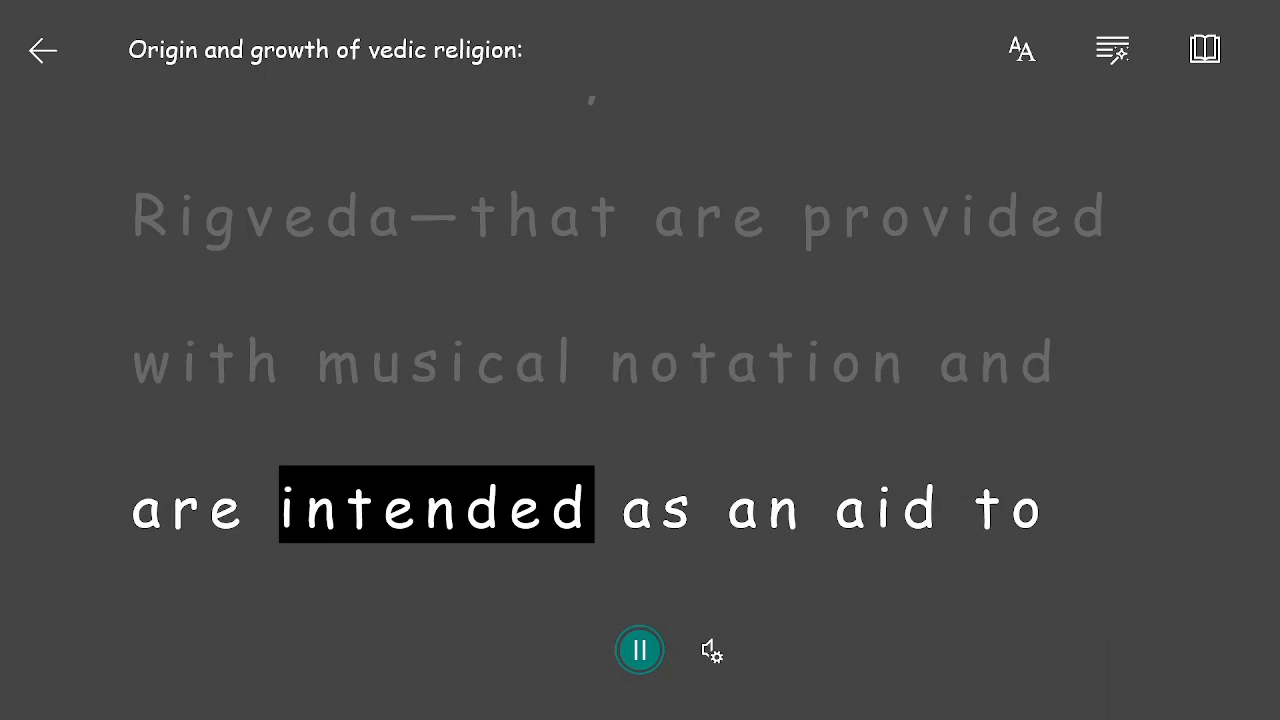 Origin and growth of vedic religion:
Rigveda—that are provided
with musical notation and
are intended as an aid to